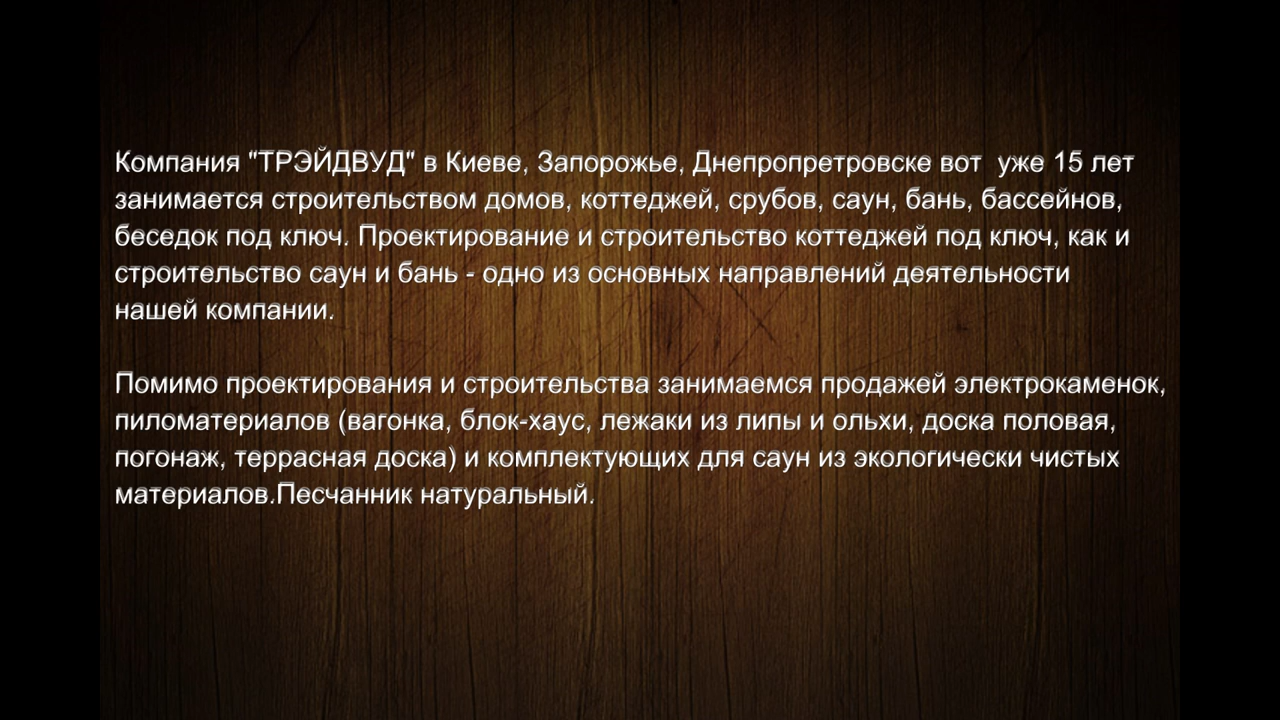 Компания "ТРЭЙДВУД" в Киеве, Запорожье, Днепропретровске вот  уже 15 лет
занимается строительством домов, коттеджей, срубов, саун, бань, бассейнов,
беседок под ключ. Проектирование и строительство коттеджей под ключ, как и
строительство саун и бань - одно из основных направлений деятельности
нашей компании.
Помимо проектирования и строительства занимаемся продажей электрокаменок,
пиломатериалов (вагонка, блок-хаус, лежаки из липы и ольхи, доска половая,
погонаж, террасная доска) и комплектующих для саун из экологически чистых
материалов.Песчанник натуральный.